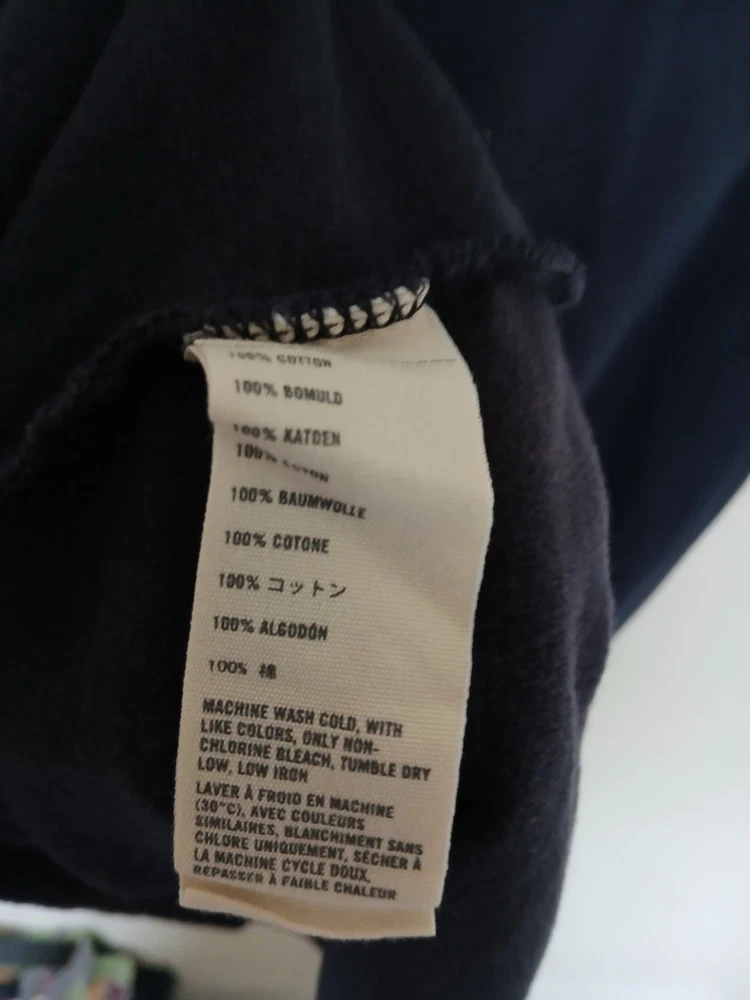 100% COTTON
100% BOMULD
100% KATOEN
100% COTON
100% BAUMWOLLE
100% COTONE
100% コットン
100% ALGODÓN
100% 棉
MACHINE WASH COLD, WITH
LIKE COLORS, ONLY NON-
CHLORINE BLEACH, TUMBLE DRY
LOW, LOW IRON
LAVER À FROID EN MACHINE
(30°C), AVEC COULEURS
SIMILAIRES, BLANCHIMENT SANS
CHLORE UNIQUEMENT, SÉCHER À
LA MACHINE CYCLE DOUX,
REPASSER À FAIBLE CHALEUR